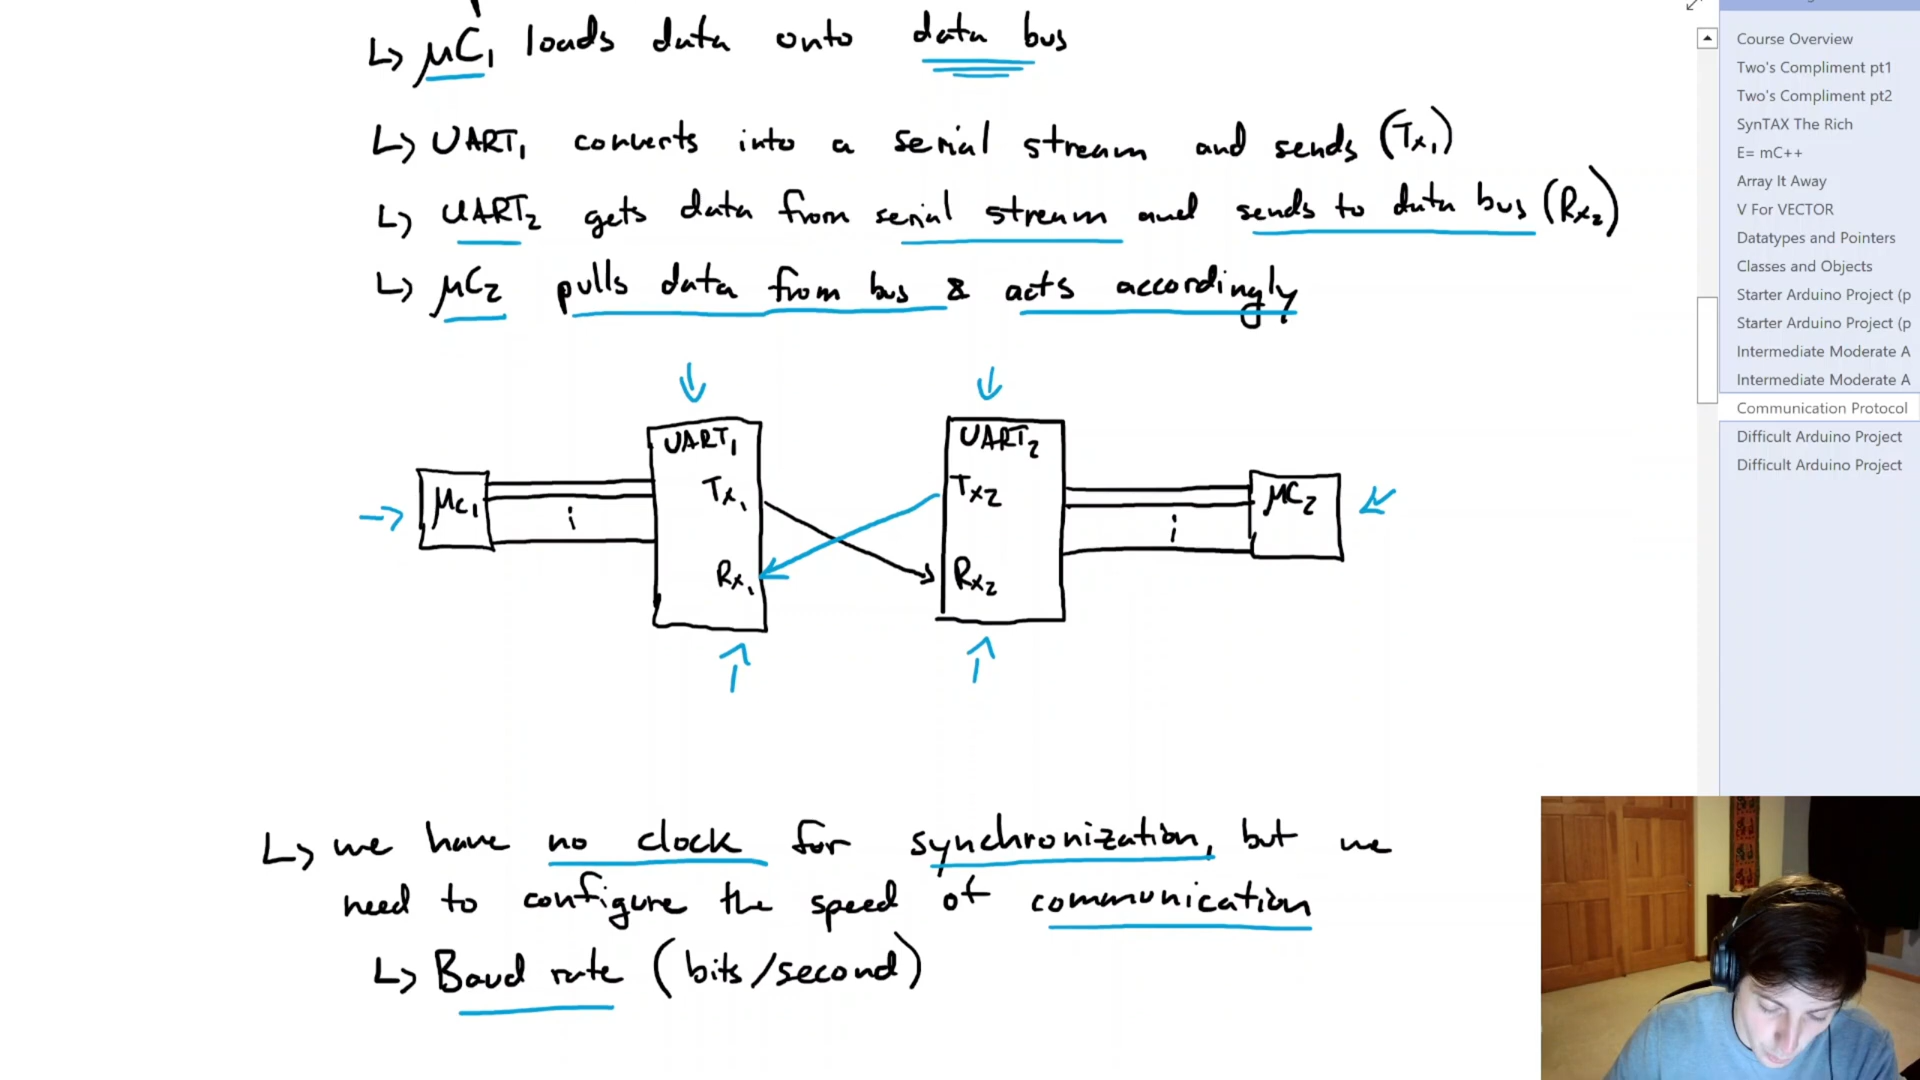 ↳ μC₁ loads data onto data bus
↳ UART₁ converts into a serial stream and sends (Tx₁)
↳ UART₂ gets data from serial stream and sends to data bus (Rx₂)
↳ μC₂ pulls data from bus & acts accordingly
UART₁
Tx₁
Rx₁
μC₁
UART₂
Tx₂
Rx₂
μC₂
↳ we have no clock for synchronization, but we
need to configure the speed of communication
↳ Baud rate (bits/second)
Course Overview
Two's Compliment pt1
Two's Compliment pt2
SynTAX The Rich
E= mC++
Array It Away
V For VECTOR
Datatypes and Pointers
Classes and Objects
Starter Arduino Project (p
Starter Arduino Project (p
Intermediate Moderate A
Intermediate Moderate A
Communication Protocol
Difficult Arduino Project
Difficult Arduino Project